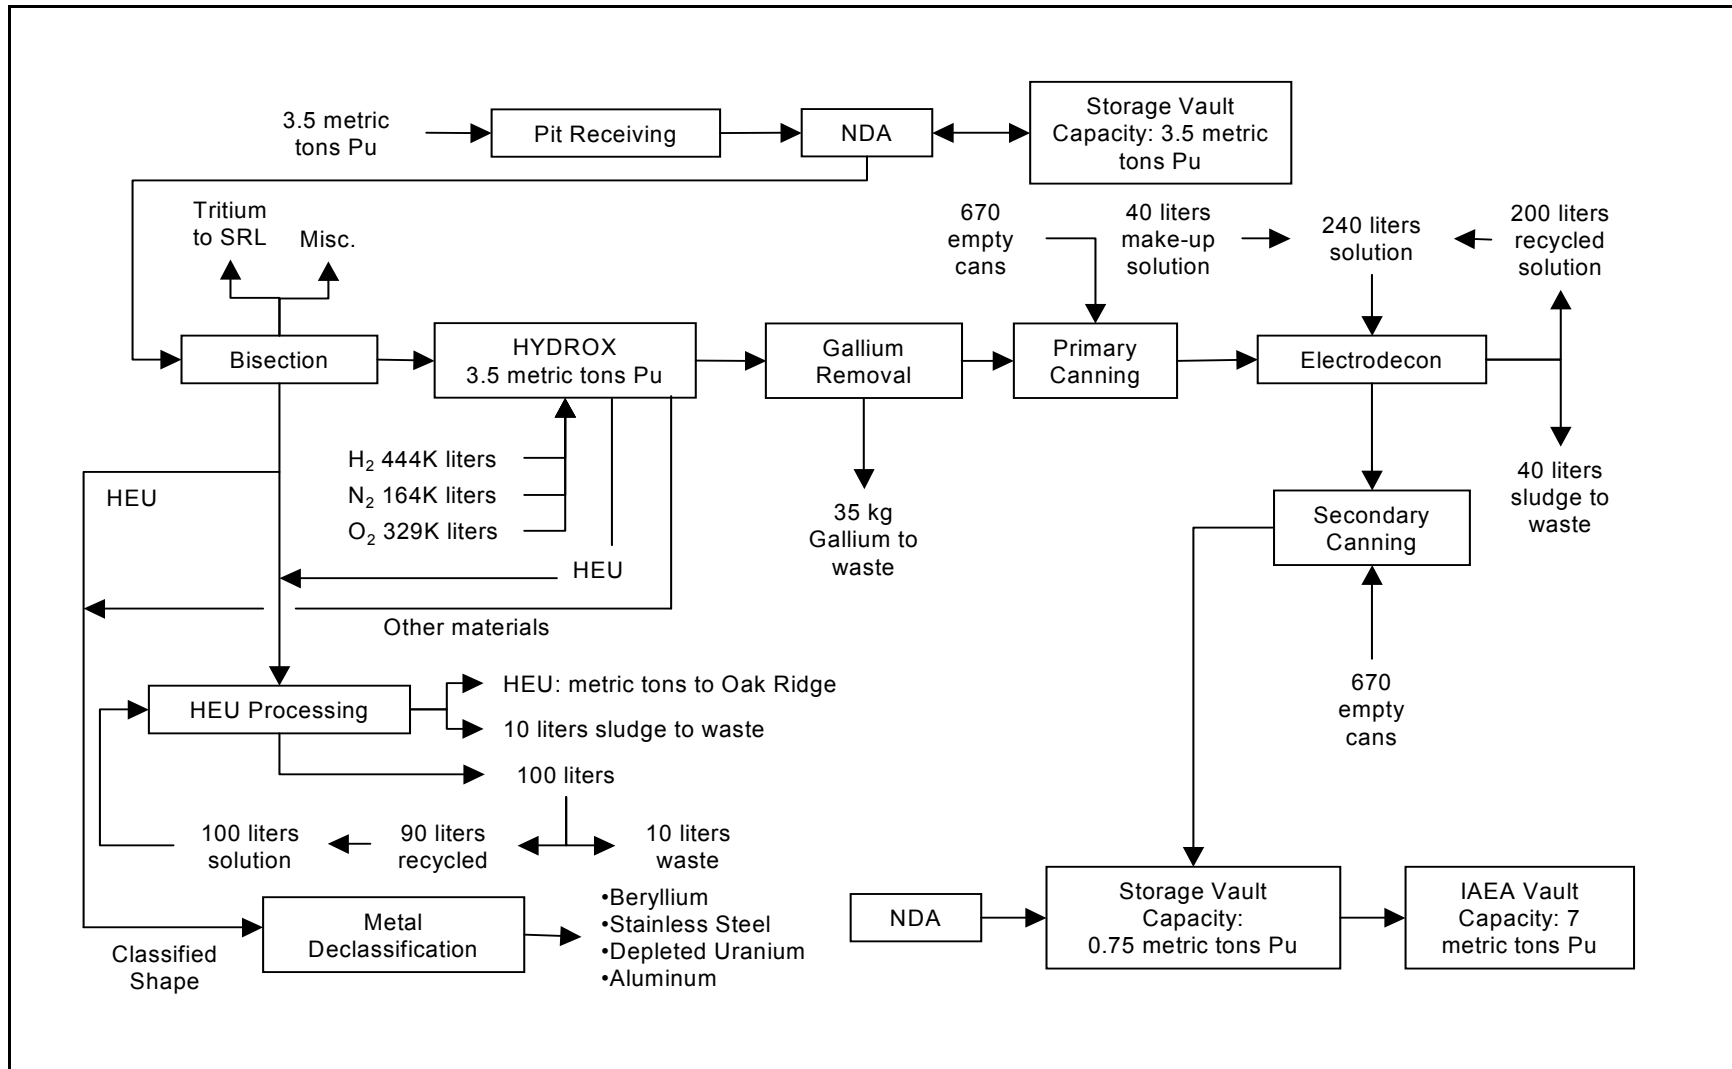 3.5 metric
tons Pu
Pit Receiving
NDA
Storage Vault
Capacity: 3.5 metric
tons Pu
Tritium
to SRL
Misc.
670
empty
cans
40 liters
make-up
solution
240 liters
solution
200 liters
recycled
solution
Bisection
HYDROX
3.5 metric tons Pu
Gallium
Removal
Primary
Canning
Electrodecon
H₂ 444K liters
N₂ 164K liters
O₂ 329K liters
HEU
HEU
Other materials
35 kg
Gallium to
waste
40 liters
sludge to
waste
Secondary
Canning
670
empty
cans
HEU Processing
HEU: metric tons to Oak Ridge
10 liters sludge to waste
100 liters
100 liters
solution
90 liters
recycled
10 liters
waste
Classified
Shape
Metal
Declassification
•Beryllium
•Stainless Steel
•Depleted Uranium
•Aluminum
NDA
Storage Vault
Capacity:
0.75 metric tons Pu
IAEA Vault
Capacity: 7
metric tons Pu